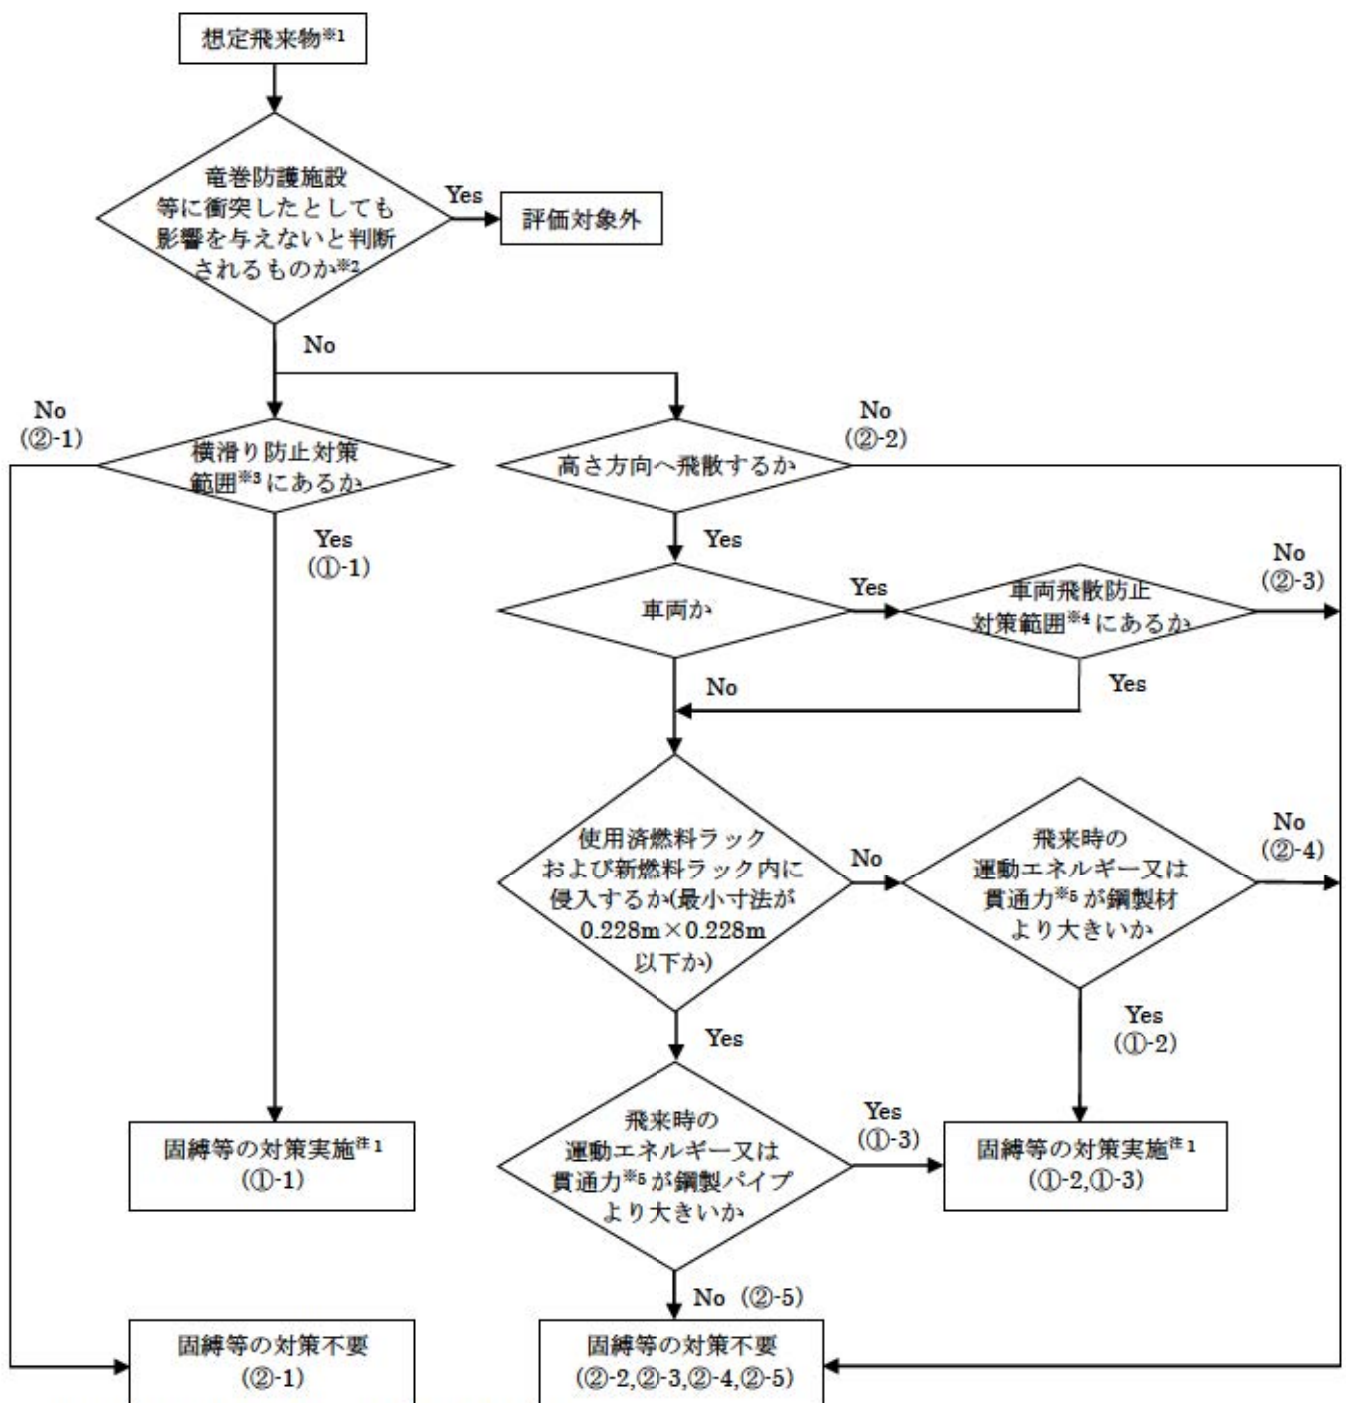 想定飛来物※1
竜巻防護施設
等に衝突したとしても
影響を与えないと判断
されるものか※2
Yes
評価対象外
No
No
(②-1)
横滑り防止対策
範囲※3にあるか
Yes
(①-1)
高さ方向へ飛散するか
No
(②-2)
Yes
車両か
Yes
車両飛散防止
対策範囲※4にあるか
No
(②-3)
No
Yes
使用済燃料ラック
および新燃料ラック内に
侵入するか(最小寸法が
0.228m×0.228m
以下か)
No
飛来時の
運動エネルギー又は
貫通力※5が鋼製材
より大きいか
No
(②-4)
Yes
(①-2)
Yes
飛来時の
運動エネルギー又は
貫通力※5が鋼製パイプ
より大きいか
Yes
(①-3)
固縛等の対策実施注1
(①-1)
固縛等の対策実施注1
(①-2,①-3)
No (②-5)
固縛等の対策不要
(②-1)
固縛等の対策不要
(②-2,②-3,②-4,②-5)